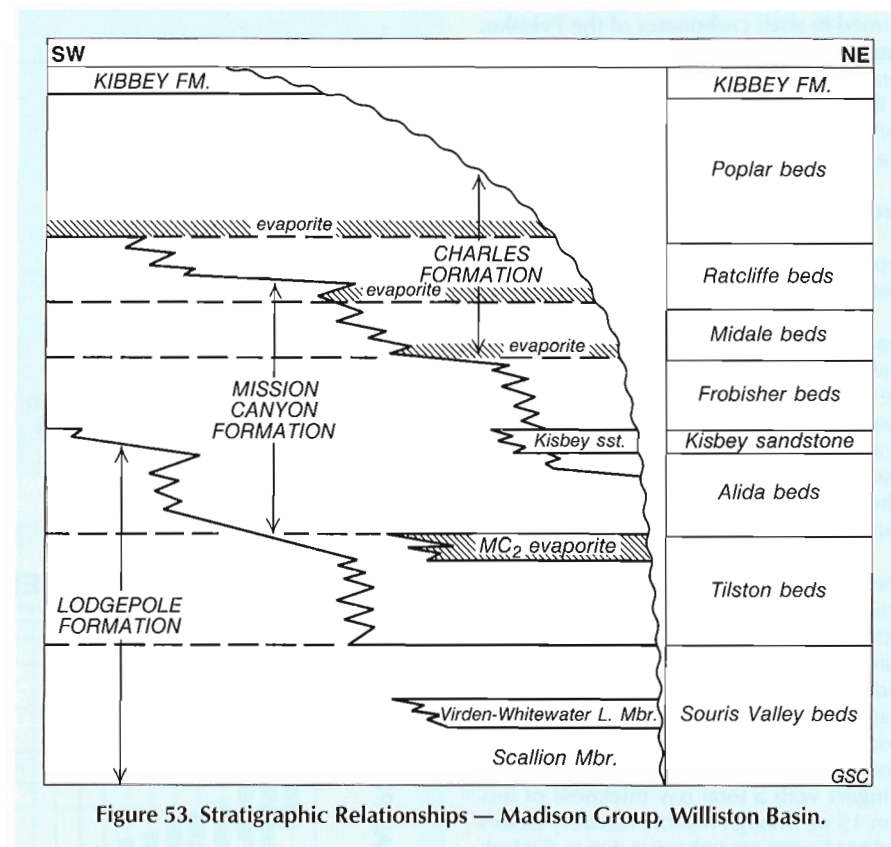 SW
NE
KIBBEY FM.
KIBBEY FM.
Poplar beds
evaporite
CHARLES
FORMATION
Ratcliffe beds
evaporite
Midale beds
evaporite
MISSION
CANYON
FORMATION
Frobisher beds
Kisbey sst.
Kisbey sandstone
Alida beds
MC2 evaporite
LODGEPOLE
FORMATION
Tilston beds
Virden-Whitewater L. Mbr.
Souris Valley beds
Scallion Mbr.
GSC
Figure 53. Stratigraphic Relationships — Madison Group, Williston Basin.